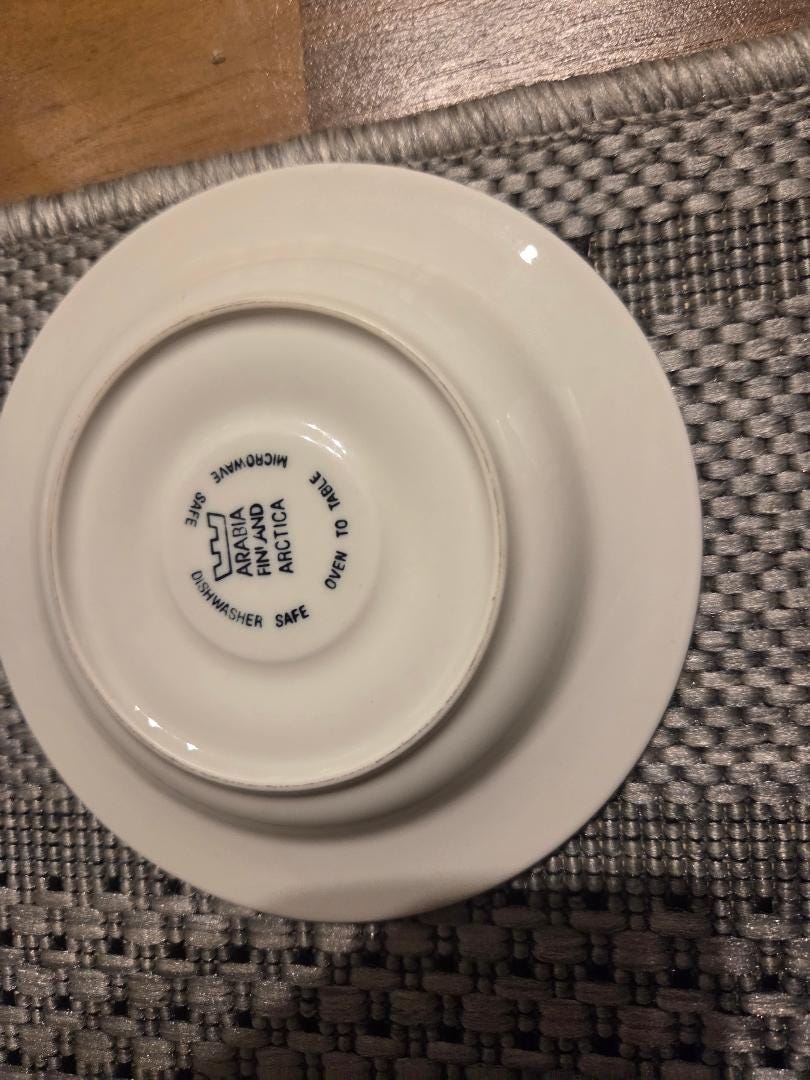 ARABIA
FINLAND
ARCTICA
MICROWAVE SAFE
DISHWASHER SAFE
OVEN TO TABLE